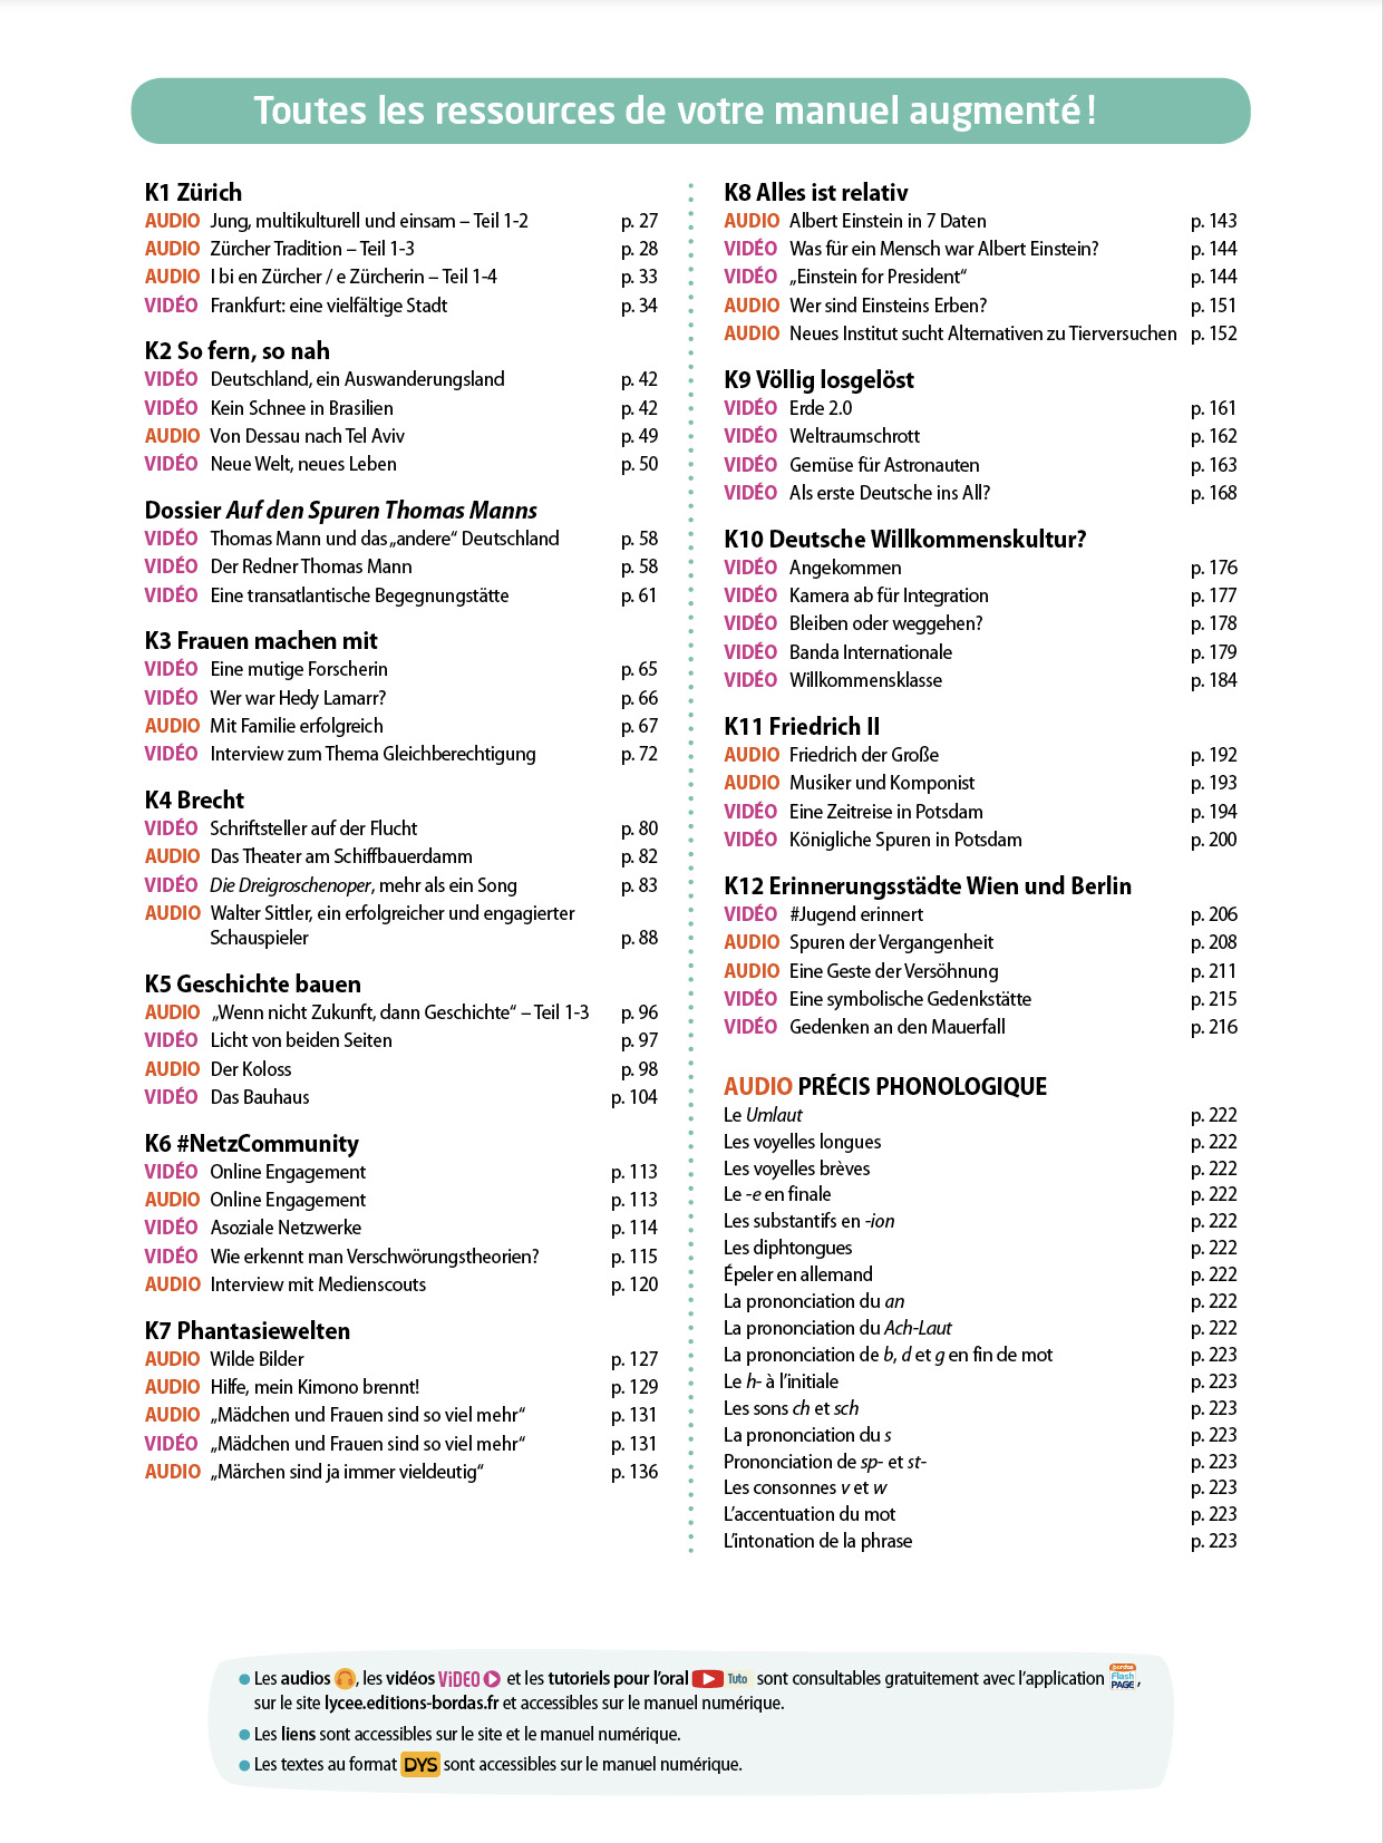 Toutes les ressources de votre manuel augmenté !
K1 Zürich
AUDIO Jung, multikulturell und einsam – Teil 1-2 p. 27
AUDIO Zürcher Tradition – Teil 1-3 p. 28
AUDIO I bi en Zürcher / e Zürcherin – Teil 1-4 p. 33
VIDÉO Frankfurt: eine vielfältige Stadt p. 34
K2 So fern, so nah
VIDÉO Deutschland, ein Auswanderungsland p. 42
VIDÉO Kein Schnee in Brasilien p. 42
AUDIO Von Dessau nach Tel Aviv p. 49
VIDÉO Neue Welt, neues Leben p. 50
Dossier Auf den Spuren Thomas Manns
VIDÉO Thomas Mann und das „andere“ Deutschland p. 58
VIDÉO Der Redner Thomas Mann p. 58
VIDÉO Eine transatlantische Begegnungstätte p. 61
K3 Frauen machen mit
VIDÉO Eine mutige Forscherin p. 65
VIDÉO Wer war Hedy Lamarr? p. 66
AUDIO Mit Familie erfolgreich p. 67
VIDÉO Interview zum Thema Gleichberechtigung p. 72
K4 Brecht
VIDÉO Schriftsteller auf der Flucht p. 80
AUDIO Das Theater am Schiffbauerdamm p. 82
VIDÉO Die Dreigroschenoper, mehr als ein Song p. 83
AUDIO Walter Sittler, ein erfolgreicher und engagierter
Schauspieler p. 88
K5 Geschichte bauen
AUDIO „Wenn nicht Zukunft, dann Geschichte“ – Teil 1-3 p. 96
VIDÉO Licht von beiden Seiten p. 97
AUDIO Der Koloss p. 98
VIDÉO Das Bauhaus p. 104
K6 #NetzCommunity
VIDÉO Online Engagement p. 113
AUDIO Online Engagement p. 113
VIDÉO Asoziale Netzwerke p. 114
VIDÉO Wie erkennt man Verschwörungstheorien? p. 115
AUDIO Interview mit Medienscouts p. 120
K7 Phantasiewelten
AUDIO Wilde Bilder p. 127
AUDIO Hilfe, mein Kimono brennt! p. 129
AUDIO „Mädchen und Frauen sind so viel mehr“ p. 131
VIDÉO „Mädchen und Frauen sind so viel mehr“ p. 131
AUDIO „Märchen sind ja immer vieldeutig“ p. 136
K8 Alles ist relativ
AUDIO Albert Einstein in 7 Daten p. 143
VIDÉO Was für ein Mensch war Albert Einstein? p. 144
VIDÉO „Einstein for President“ p. 144
AUDIO Wer sind Einsteins Erben? p. 151
AUDIO Neues Institut sucht Alternativen zu Tierversuchen p. 152
K9 Völlig losgelöst
VIDÉO Erde 2.0 p. 161
VIDÉO Weltraumschrott p. 162
VIDÉO Gemüse für Astronauten p. 163
VIDÉO Als erste Deutsche ins All? p. 168
K10 Deutsche Willkommenskultur?
VIDÉO Angekommen p. 176
VIDÉO Kamera ab für Integration p. 177
VIDÉO Bleiben oder weggehen? p. 178
VIDÉO Banda Internationale p. 179
VIDÉO Willkommensklasse p. 184
K11 Friedrich II
AUDIO Friedrich der Große p. 192
AUDIO Musiker und Komponist p. 193
VIDÉO Eine Zeitreise in Potsdam p. 194
VIDÉO Königliche Spuren in Potsdam p. 200
K12 Erinnerungsstädte Wien und Berlin
VIDÉO #Jugend erinnert p. 206
AUDIO Spuren der Vergangenheit p. 208
AUDIO Eine Geste der Versöhnung p. 211
VIDÉO Eine symbolische Gedenkstätte p. 215
VIDÉO Gedenken an den Mauerfall p. 216
AUDIO PRÉCIS PHONOLOGIQUE
Le Umlaut p. 222
Les voyelles longues p. 222
Les voyelles brèves p. 222
Le -e en finale p. 222
Les substantifs en -ion p. 222
Les diphtongues p. 222
Épeler en allemand p. 222
La prononciation du an p. 222
La prononciation du Ach-Laut p. 222
La prononciation de b, d et g en fin de mot p. 223
Le h- à l’initiale p. 223
Les sons ch et sch p. 223
La prononciation du s p. 223
Prononciation de sp- et st- p. 223
Les consonnes v et w p. 223
L’accentuation du mot p. 223
L’intonation de la phrase p. 223
● Les audios , les vidéos ViDEO et les tutoriels pour l’oral Tuto sont consultables gratuitement avec l’application bordas Flash PAGE ,
sur le site lycee.editions-bordas.fr et accessibles sur le manuel numérique.
● Les liens sont accessibles sur le site et le manuel numérique.
● Les textes au format DYS sont accessibles sur le manuel numérique.